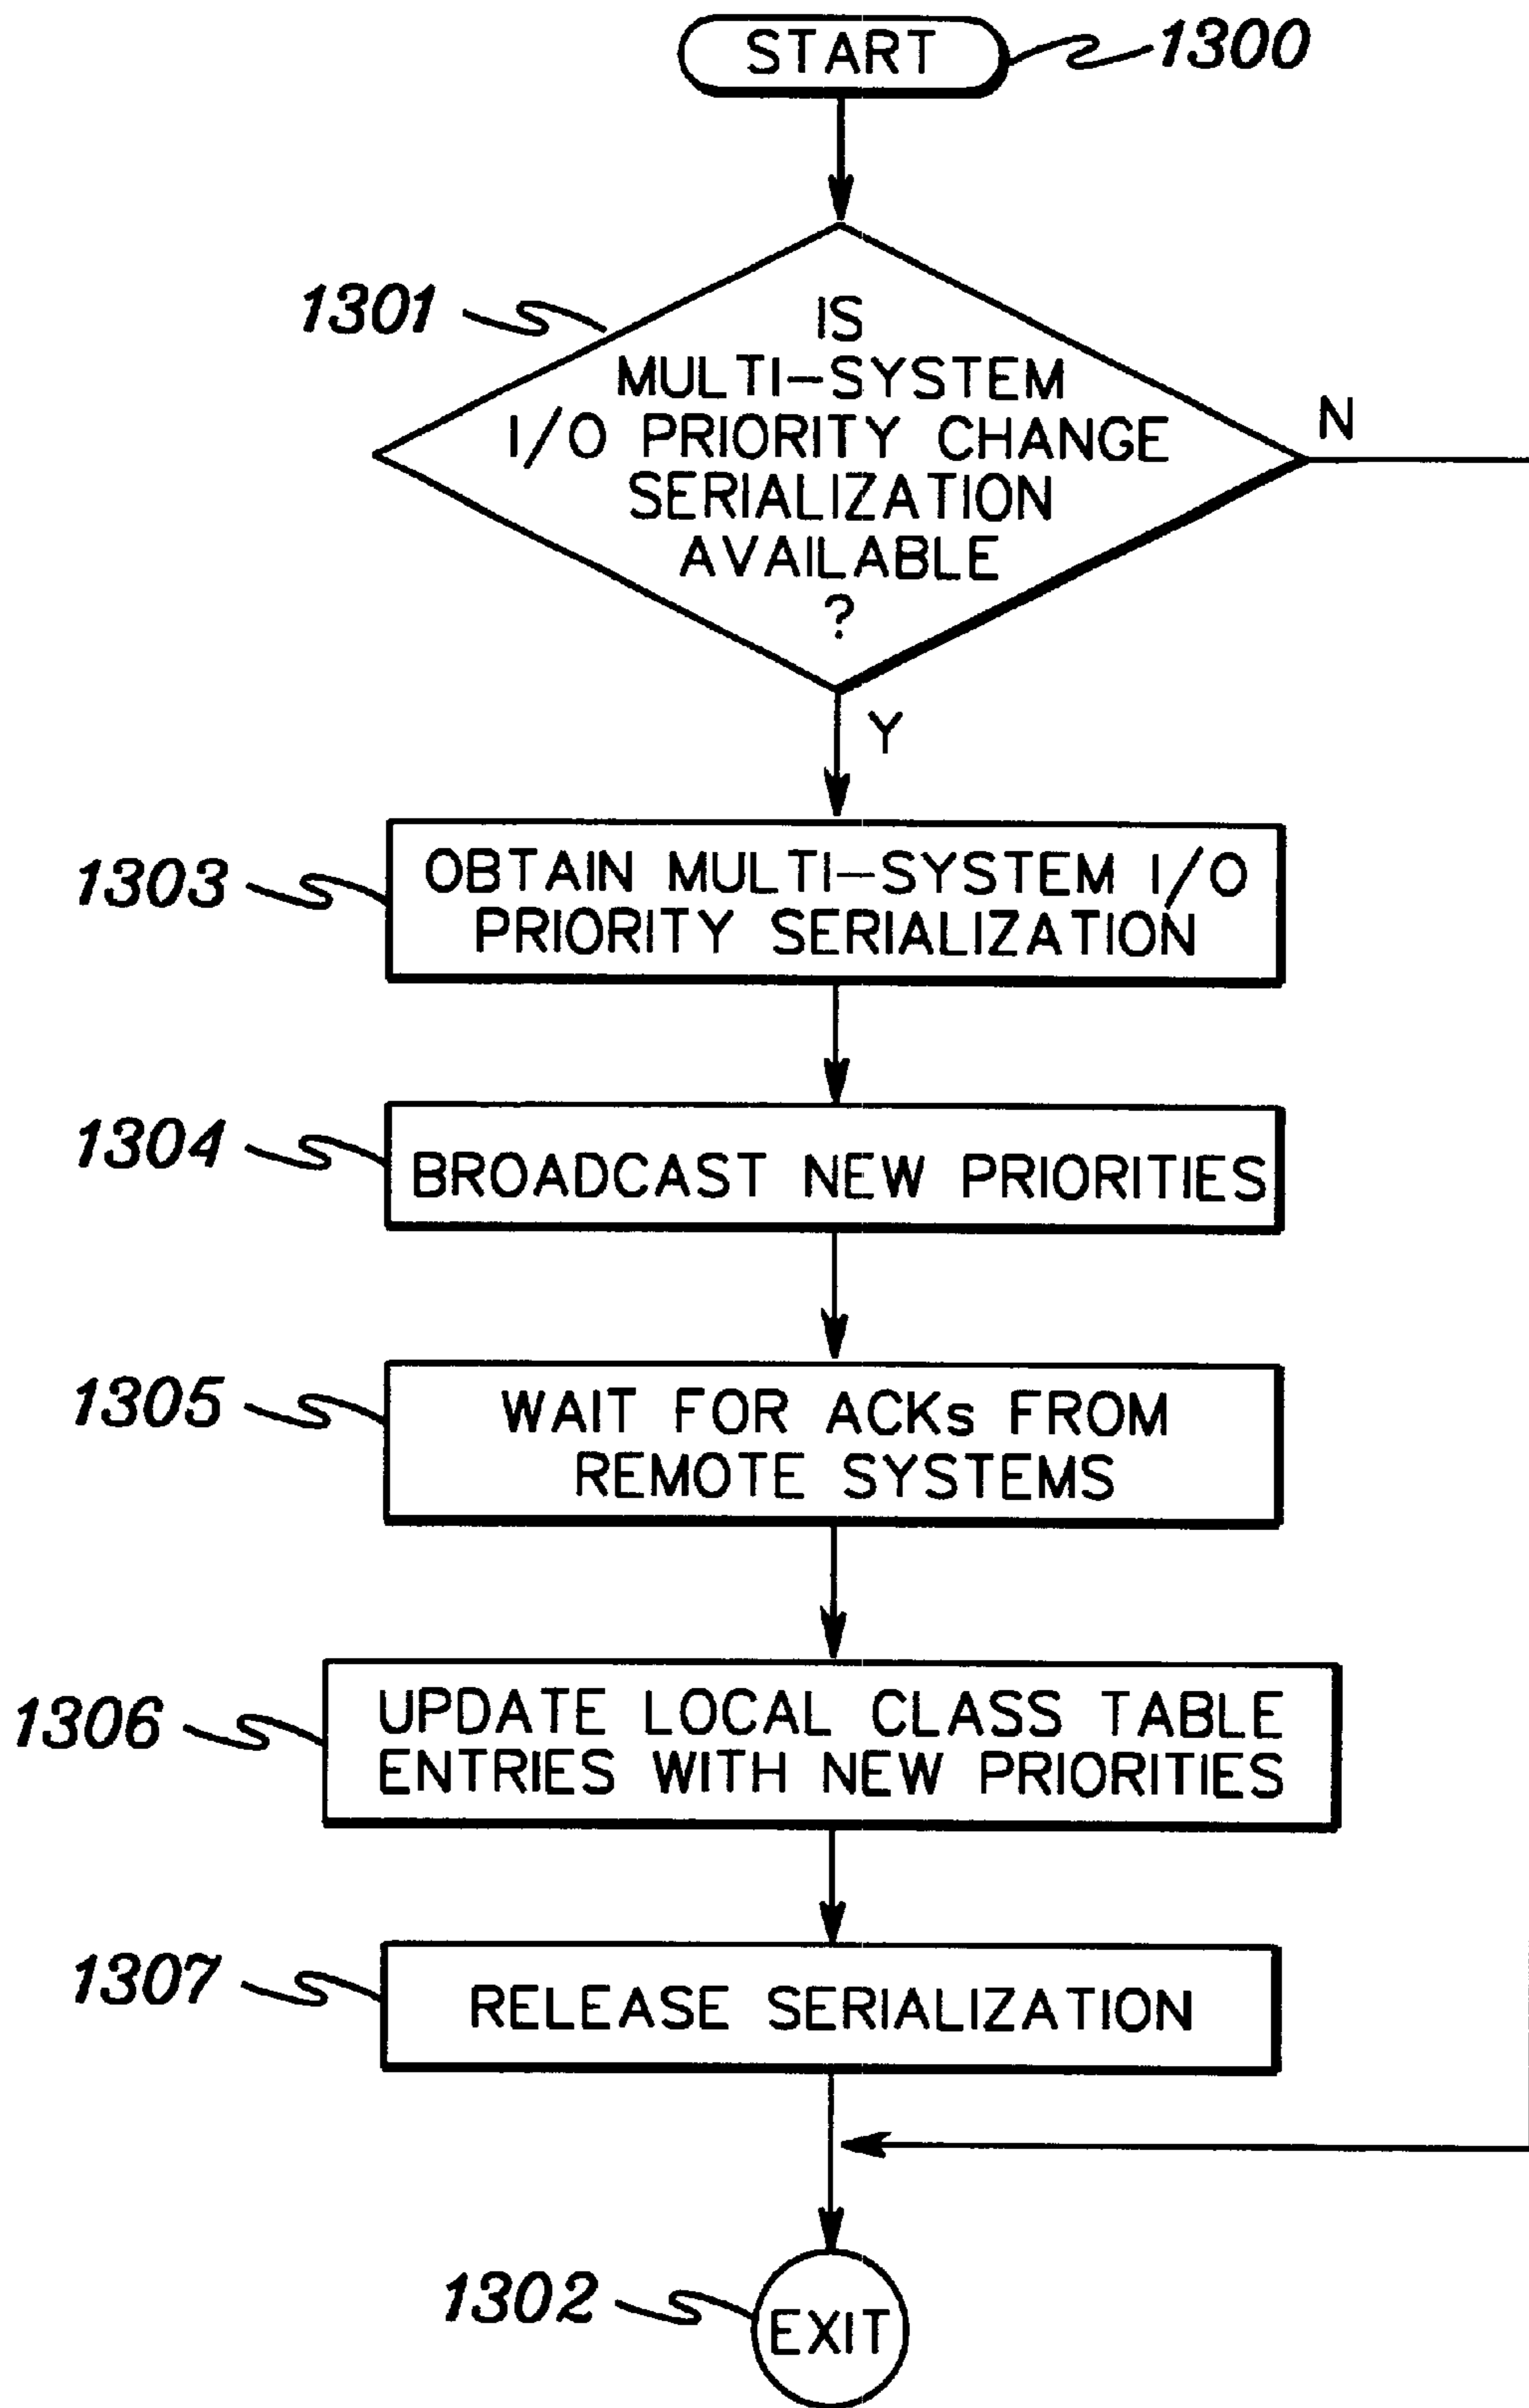 START
1300
1301
IS
MULTI-SYSTEM
I/O PRIORITY CHANGE
SERIALIZATION
AVAILABLE
?
N
Y
1303
OBTAIN MULTI-SYSTEM I/O
PRIORITY SERIALIZATION
1304
BROADCAST NEW PRIORITIES
1305
WAIT FOR ACKs FROM
REMOTE SYSTEMS
1306
UPDATE LOCAL CLASS TABLE
ENTRIES WITH NEW PRIORITIES
1307
RELEASE SERIALIZATION
1302
EXIT